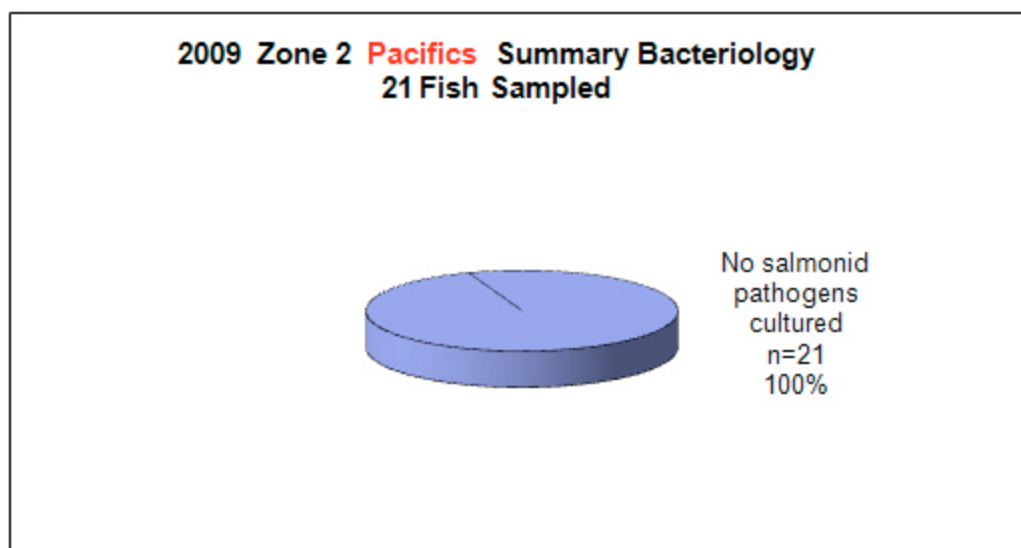 2009 Zone 2 Pacifics Summary Bacteriology
21 Fish Sampled
No salmonid
pathogens
cultured
n=21
100%